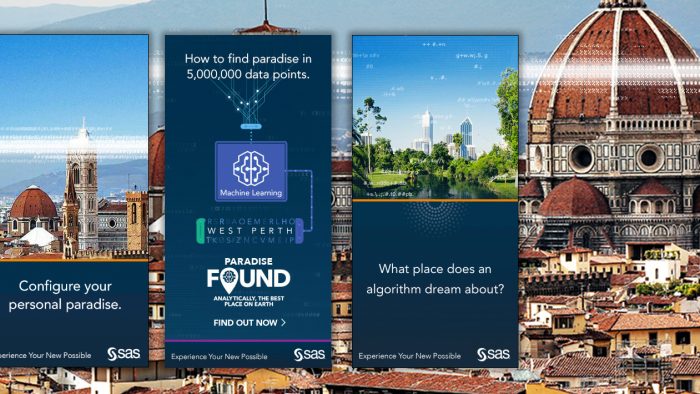 Configure your
personal paradise.
xperience Your New Possible
sas
How to find paradise in
5,000,000 data points.
Machine Learning
WEST PERTH
PARADISE
FOUND
ANALYTICALLY, THE BEST
PLACE ON EARTH
FIND OUT NOW >
Experience Your New Possible
sas
What place does an
algorithm dream about?
Experience Your New Possible
sas